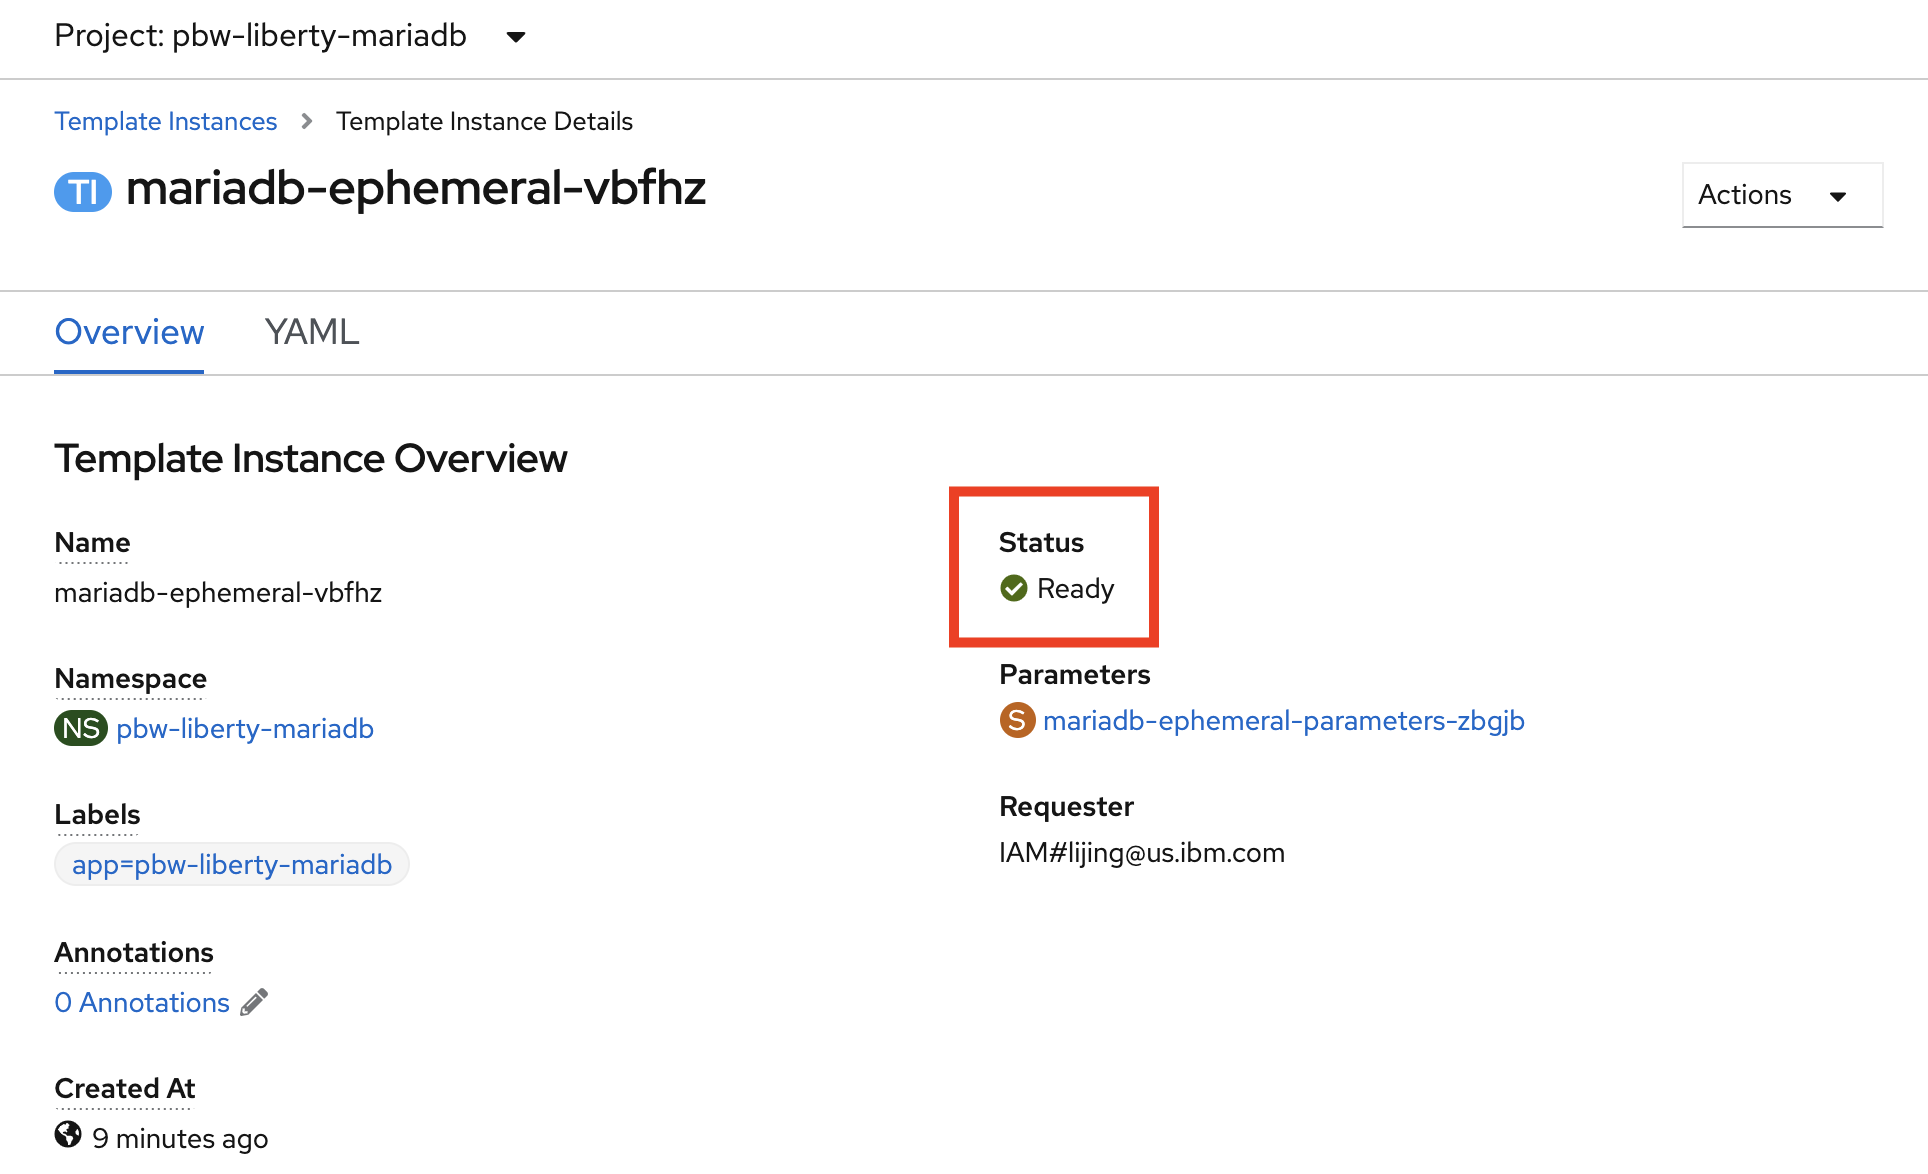 Project: pbw-liberty-mariadb
Template Instances > Template Instance Details
TI mariadb-ephemeral-vbfhz
Actions
Overview YAML
Template Instance Overview
Name
mariadb-ephemeral-vbfhz
Namespace
NS pbw-liberty-mariadb
Labels
app=pbw-liberty-mariadb
Annotations
0 Annotations
Created At
9 minutes ago
Status
Ready
Parameters
S mariadb-ephemeral-parameters-zbgjb
Requester
IAM#lijing@us.ibm.com